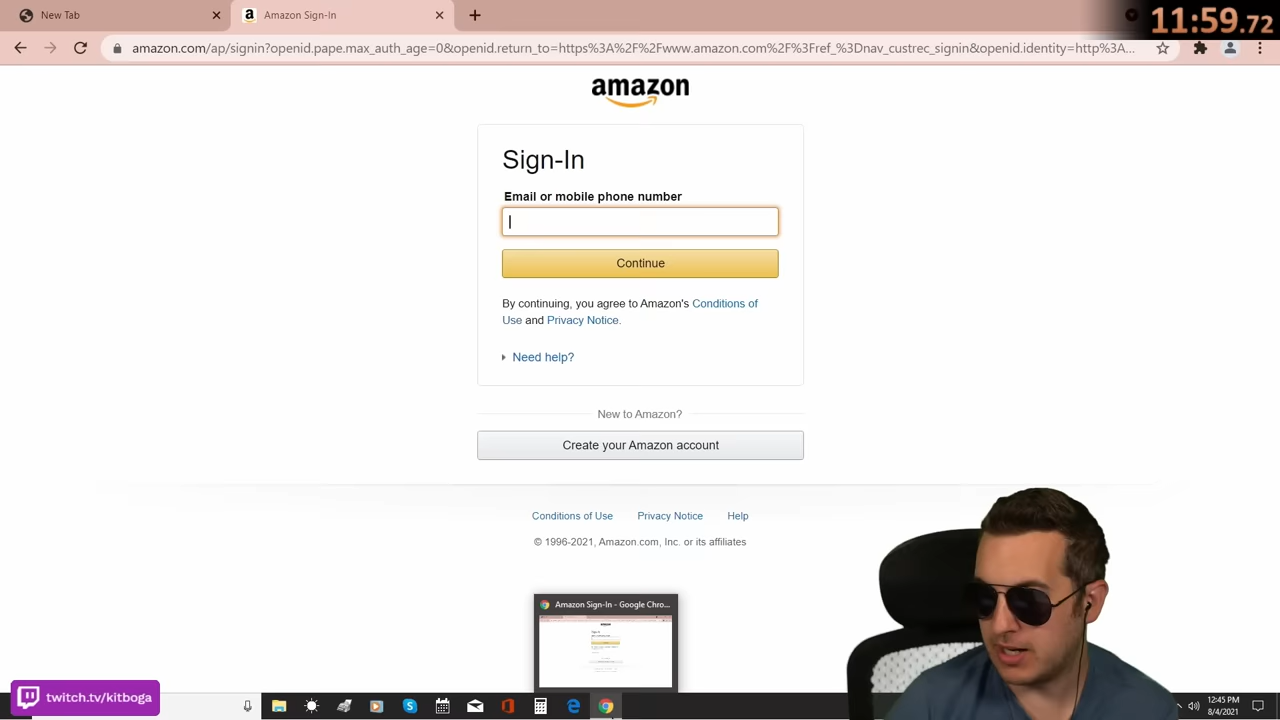 New Tab
Amazon Sign-In
11:59.72
amazon.com/ap/signin?openid.pape.max_auth_age=0&openid.return_to=https%3A%2F%2Fwww.amazon.com%2F%3Fref_%3Dnav_custrec_signin&openid.identity=http%3A...
amazon
Sign-In
Email or mobile phone number
Continue
By continuing, you agree to Amazon's Conditions of
Use and Privacy Notice.
Need help?
New to Amazon?
Create your Amazon account
Conditions of Use Privacy Notice Help
© 1996-2021, Amazon.com, Inc. or its affiliates
Amazon Sign-In - Google Chro...
twitch.tv/kitboga
12:45 PM
8/4/2021